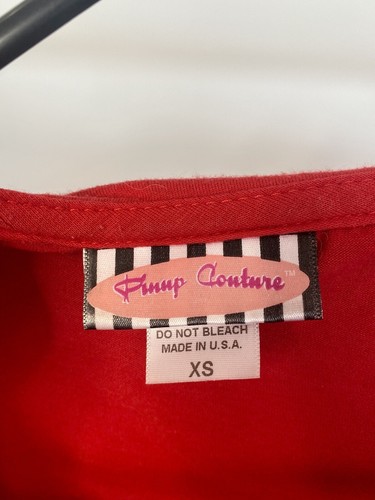 Pinup Couture™
DO NOT BLEACH
MADE IN U.S.A.
XS